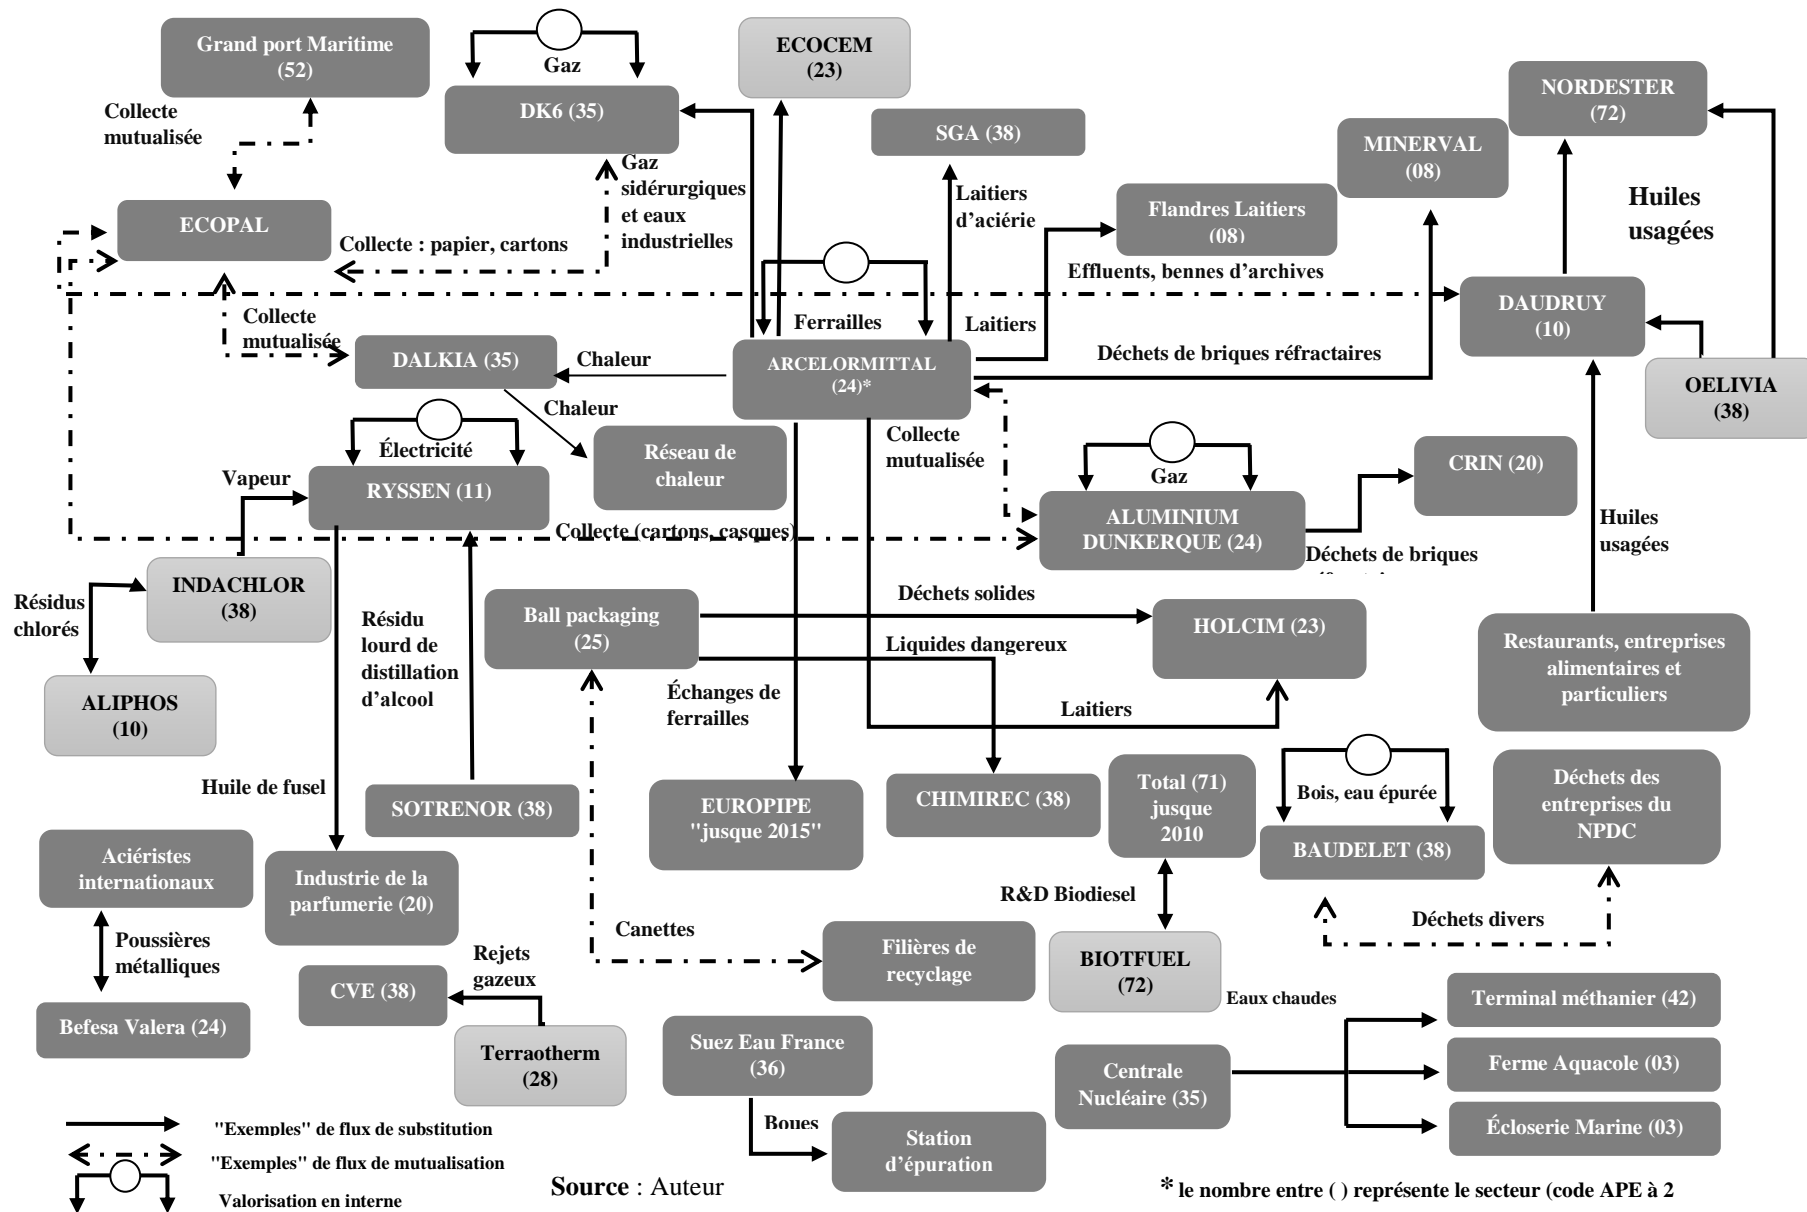 Grand port Maritime
(52)
Gaz
ECOCEM
(23)
NORDESTER
(72)
Collecte
mutualisée
DK6 (35)
SGA (38)
MINERVAL
(08)
Gaz
sidérurgiques
et eaux
industrielles
Laitiers
d'aciérie
Flandres Laitiers
(08)
Huiles
usagées
ECOPAL
Collecte : papier, cartons
Effluents, bennes d'archives
DAUDRUY
(10)
Collecte
mutualisée
Ferrailles
Laitiers
DALKIA (35)
Chaleur
ARCELORMITTAL
(24)*
Déchets de briques réfractaires
OELIVIA
(38)
Chaleur
Électricité
Réseau de
chaleur
Collecte
mutualisée
Gaz
CRIN (20)
Vapeur
RYSSEN (11)
Collecte (cartons, casques)
ALUMINIUM
DUNKERQUE (24)
Huiles
usagées
Déchets de briques
INDACHLOR
(38)
Résidus
chlorés
Résidu
lourd de
distillation
d'alcool
Ball packaging
(25)
Déchets solides
HOLCIM (23)
Liquides dangereux
Restaurants, entreprises
alimentaires et
particuliers
ALIPHOS
(10)
Échanges de
ferrailles
Laitiers
Huile de fusel
SOTRENOR (38)
EUROPIPE
"jusque 2015"
CHIMIREC (38)
Total (71)
jusque
2010
Bois, eau épurée
BAUDELET (38)
Déchets des
entreprises du
NPDC
Aciéristes
internationaux
Industrie de la
parfumerie (20)
R&D Biodiesel
Déchets divers
Poussières
métalliques
Canettes
Filières de
recyclage
BIOTFUEL
(72)
Rejets
gazeux
CVE (38)
Eaux chaudes
Terminal méthanier (42)
Befesa Valera (24)
Terraotherm
(28)
Suez Eau France
(36)
Centrale
Nucléaire (35)
Ferme Aquacole (03)
Écloserie Marine (03)
Boues
Station
d'épuration
"Exemples" de flux de substitution
"Exemples" de flux de mutualisation
Valorisation en interne
Source : Auteur
* le nombre entre ( ) représente le secteur (code APE à 2